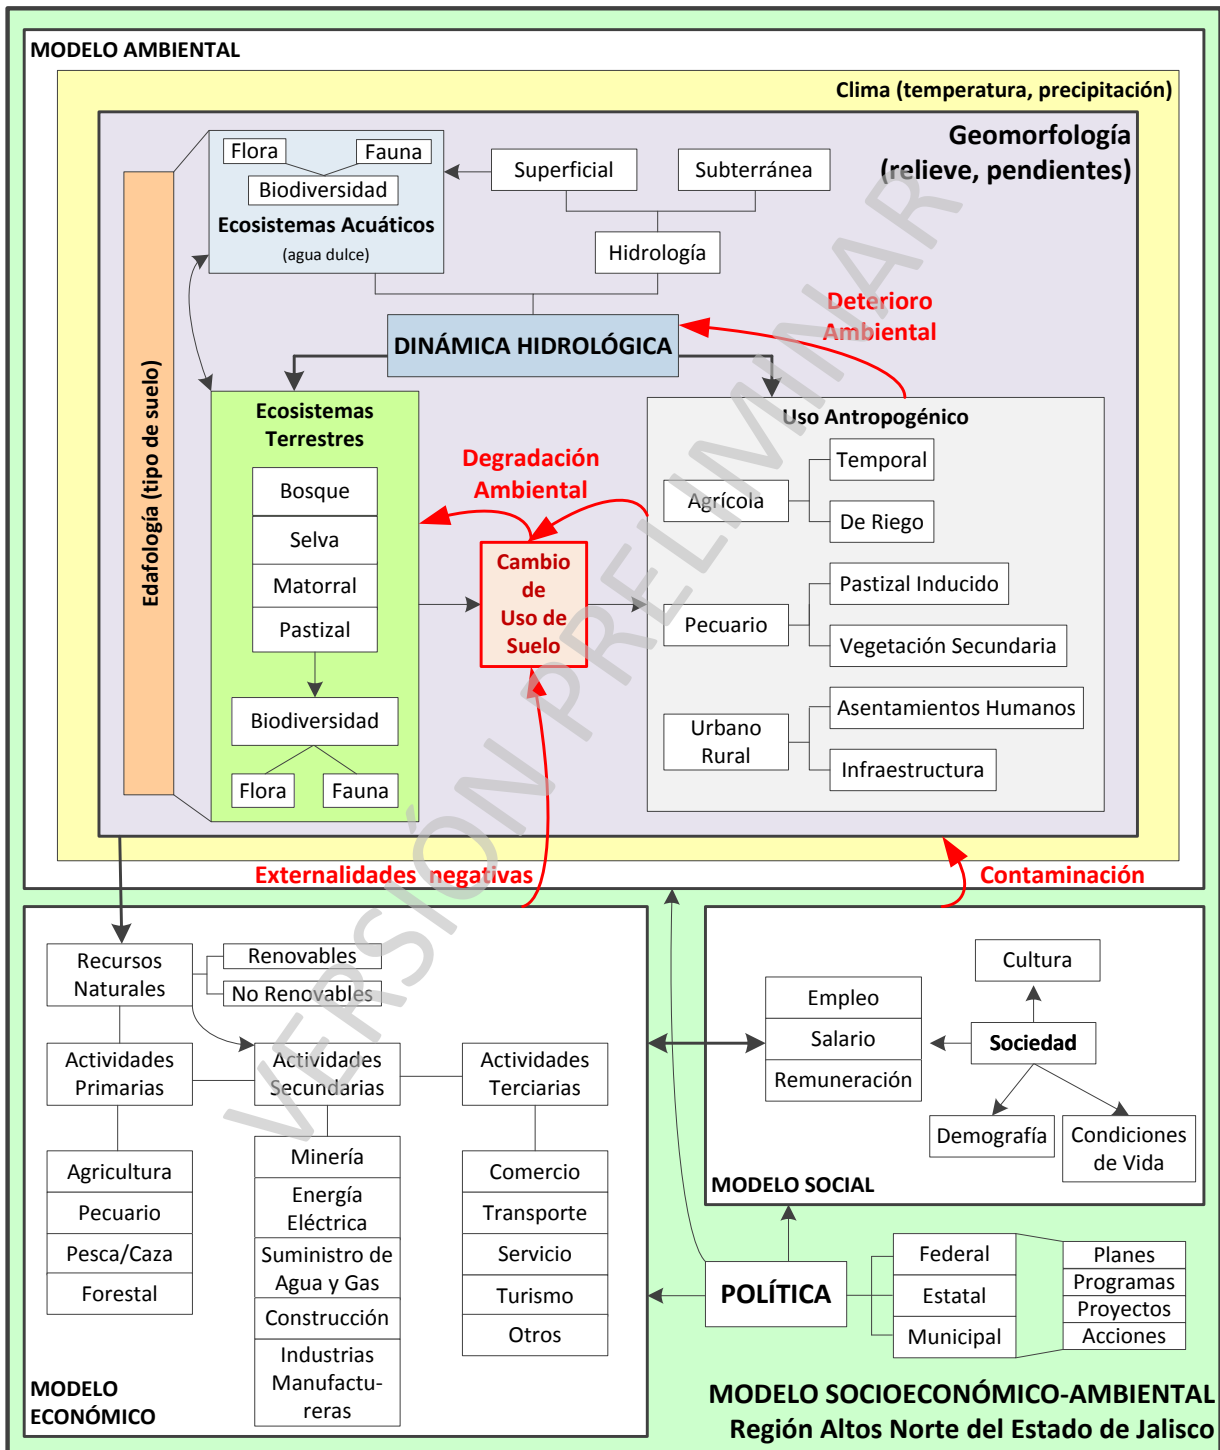 MODELO AMBIENTAL
Clima (temperatura, precipitación)
Geomorfología
(relieve, pendientes)
Edafología (tipo de suelo)
Flora
Fauna
Biodiversidad
Ecosistemas Acuáticos
(agua dulce)
Superficial
Subterránea
Hidrología
DINÁMICA HIDROLÓGICA
Deterioro
Ambiental
Ecosistemas
Terrestres
Bosque
Selva
Matorral
Pastizal
Biodiversidad
Flora
Fauna
Degradación
Ambiental
Cambio
de
Uso de
Suelo
Uso Antropogénico
Agrícola
Temporal
De Riego
Pecuario
Pastizal Inducido
Vegetación Secundaria
Urbano
Rural
Asentamientos Humanos
Infraestructura
Externalidades negativas
Contaminación
VERSIÓN PRELIMINAR
Recursos
Naturales
Renovables
No Renovables
Actividades
Primarias
Actividades
Secundarias
Actividades
Terciarias
Agricultura
Pecuario
Pesca/Caza
Forestal
Minería
Energía
Eléctrica
Suministro de
Agua y Gas
Construcción
Industrias
Manufactu-
reras
Comercio
Transporte
Servicio
Turismo
Otros
MODELO
ECONÓMICO
Empleo
Salario
Remuneración
Cultura
Sociedad
Demografía
Condiciones
de Vida
MODELO SOCIAL
POLÍTICA
Federal
Estatal
Municipal
Planes
Programas
Proyectos
Acciones
MODELO SOCIOECONÓMICO-AMBIENTAL
Región Altos Norte del Estado de Jalisco